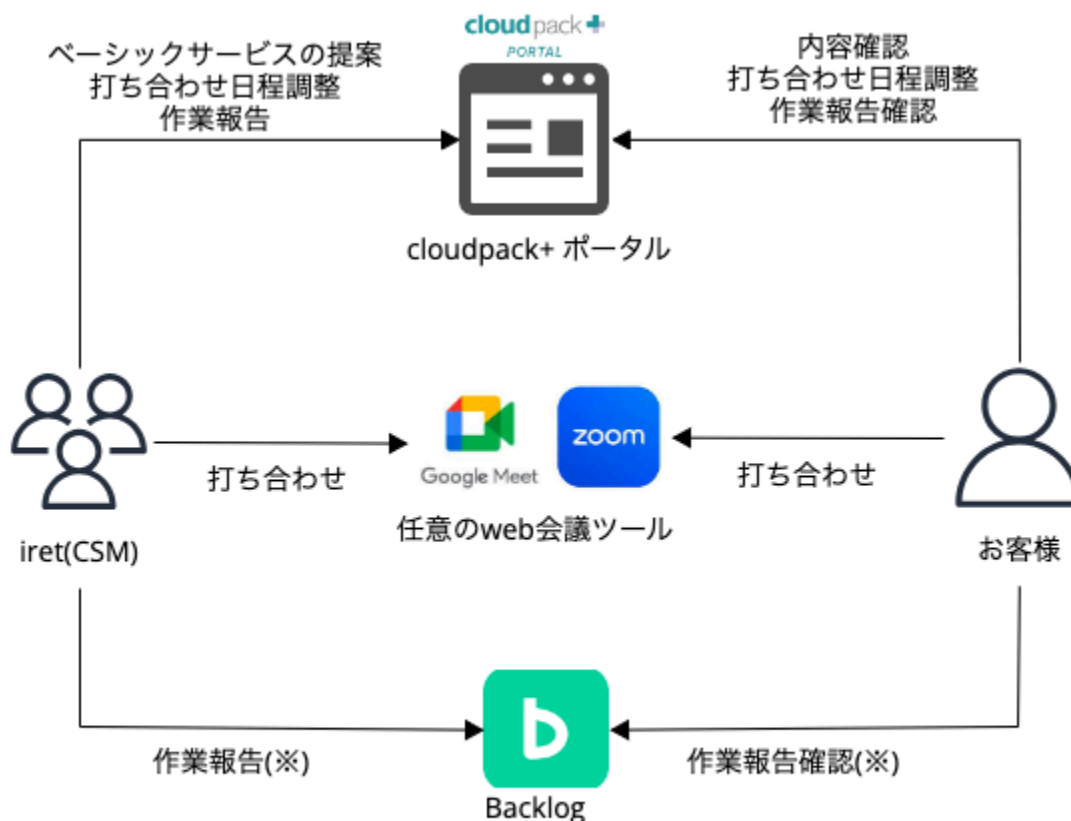 cloudpack+
PORTAL
ベーシックサービスの提案
打ち合わせ日程調整
作業報告
内容確認
打ち合わせ日程調整
作業報告確認
cloudpack+ ポータル
打ち合わせ
Google Meet
zoom
打ち合わせ
任意のweb会議ツール
iret(CSM)
お客様
作業報告(※)
b
作業報告確認(※)
Backlog